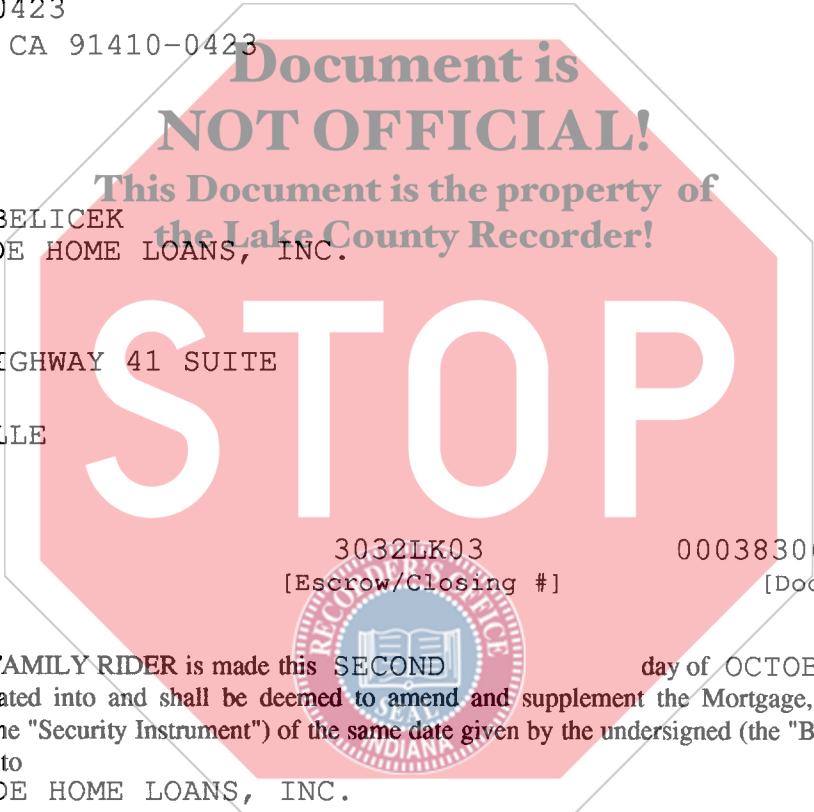 0423
CA 91410-0423
Document is
NOT OFFICIAL!
This Document is the property of
the Lake County Recorder!
BELICEK
DE HOME LOANS, INC.
IGHWAY 41 SUITE
LLE
STOP
3032LK03 0003830
[Escrow/Closing #] [Doc
RECORDER'S OFFICE
SEAL
INDIANA
FAMILY RIDER is made this SECOND day of OCTOB
ated into and shall be deemed to amend and supplement the Mortgage,
he "Security Instrument") of the same date given by the undersigned (the "B
to
DE HOME LOANS, INC.